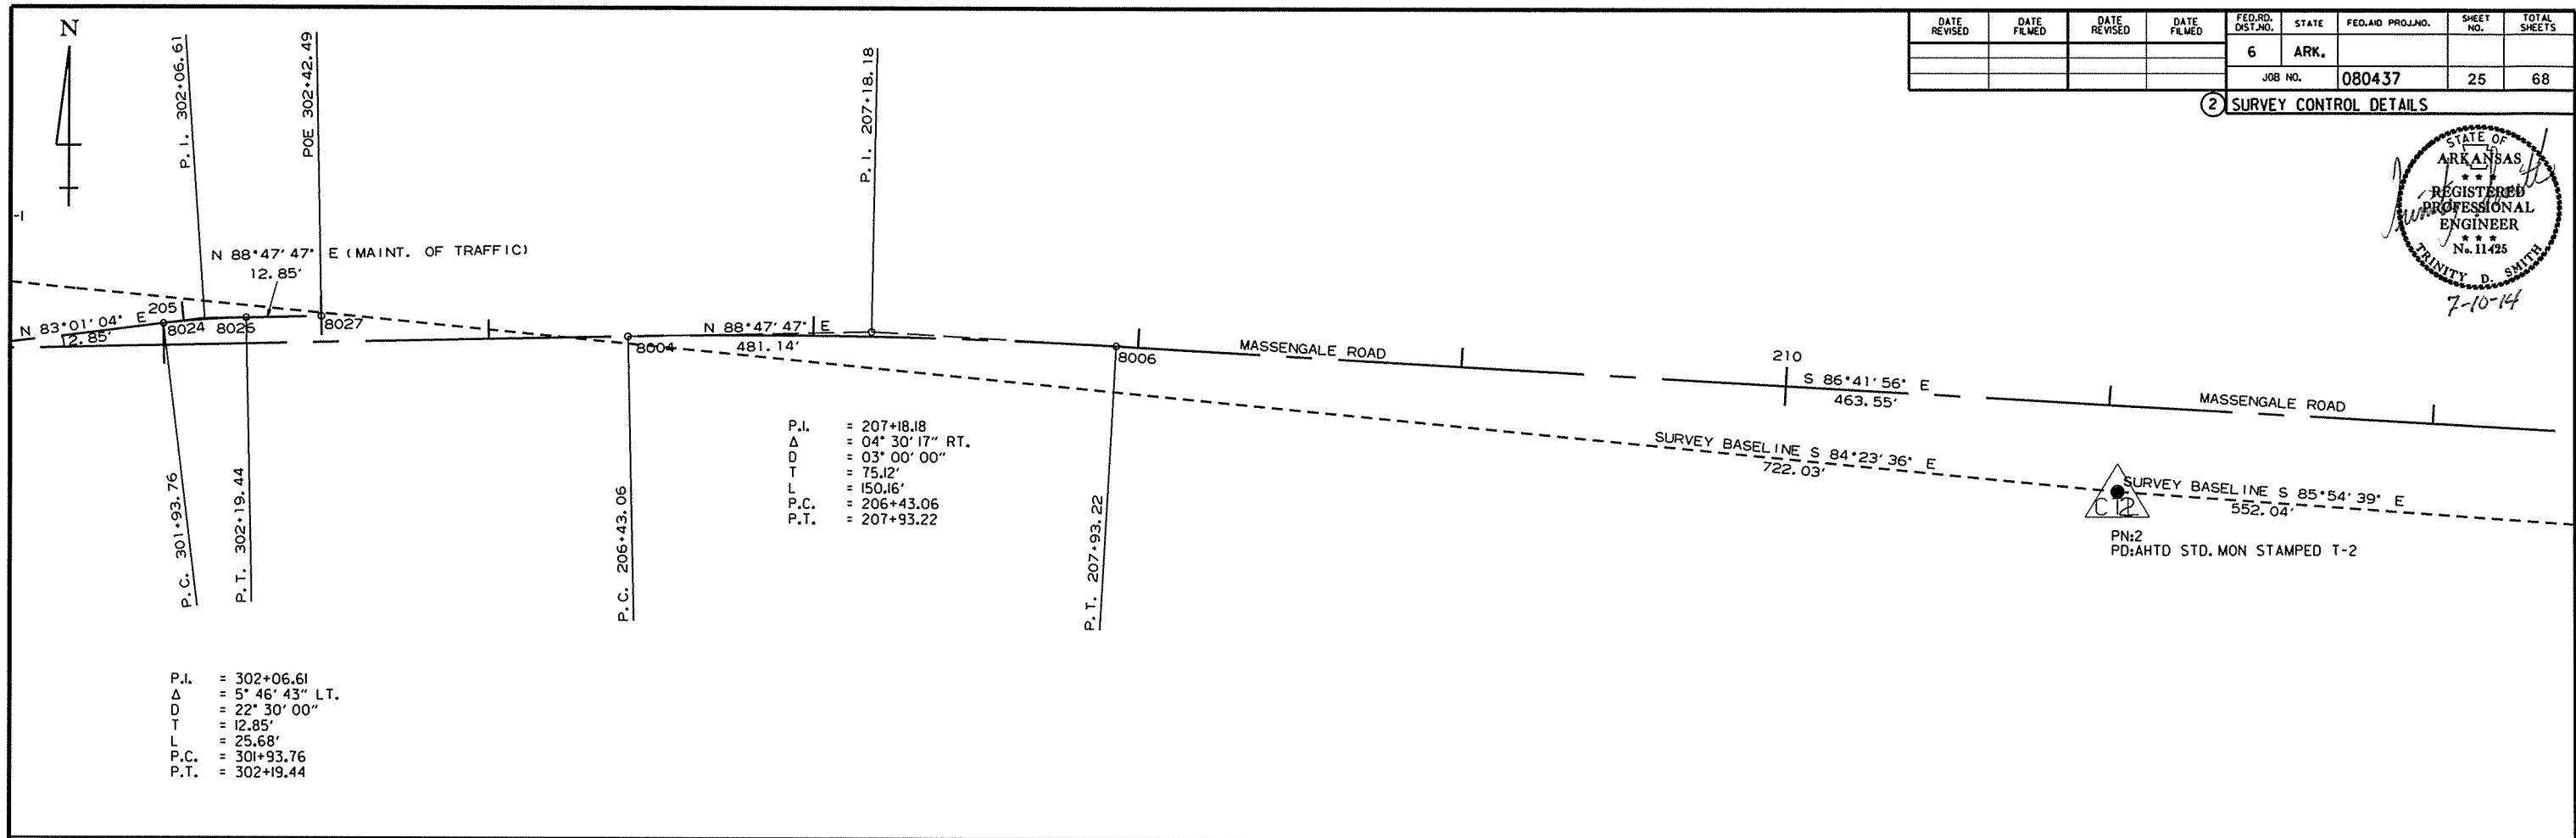 N
P.I. 302+06.61
POE 302+42.49
P.I. 207+18.18
DATE REVISED
DATE FILMED
DATE REVISED
DATE FILMED
FED.RD. DIST.NO.
STATE
FED.AID PROJ.NO.
SHEET NO.
TOTAL SHEETS
6
ARK.
JOB NO.
080437
25
68
2 SURVEY CONTROL DETAILS
STATE OF
ARKANSAS
★ ★ ★
REGISTERED
PROFESSIONAL
ENGINEER
★ ★ ★
No. 11425
TRINITY D. SMITH
7-10-14
-1
N 88°47'47" E (MAINT. OF TRAFFIC)
12.85'
N 83°01'04" E
12.85'
205
8024
8026
8027
8004
N 88°47'47" E
481.14'
8006
MASSENGALE ROAD
210
S 86°41'56" E
463.55'
MASSENGALE ROAD
SURVEY BASELINE S 84°23'36" E
722.03'
SURVEY BASELINE S 85°54'39" E
552.04'
PN:2
PD:AHTD STD. MON STAMPED T-2
P.C. 301+93.76
P.T. 302+19.44
P.C. 206+43.06
P.T. 207+93.22
P.I. = 207+18.18
Δ = 04° 30' 17" RT.
D = 03° 00' 00"
T = 75.12'
L = 150.16'
P.C. = 206+43.06
P.T. = 207+93.22
P.I. = 302+06.61
Δ = 5° 46' 43" LT.
D = 22° 30' 00"
T = 12.85'
L = 25.68'
P.C. = 301+93.76
P.T. = 302+19.44